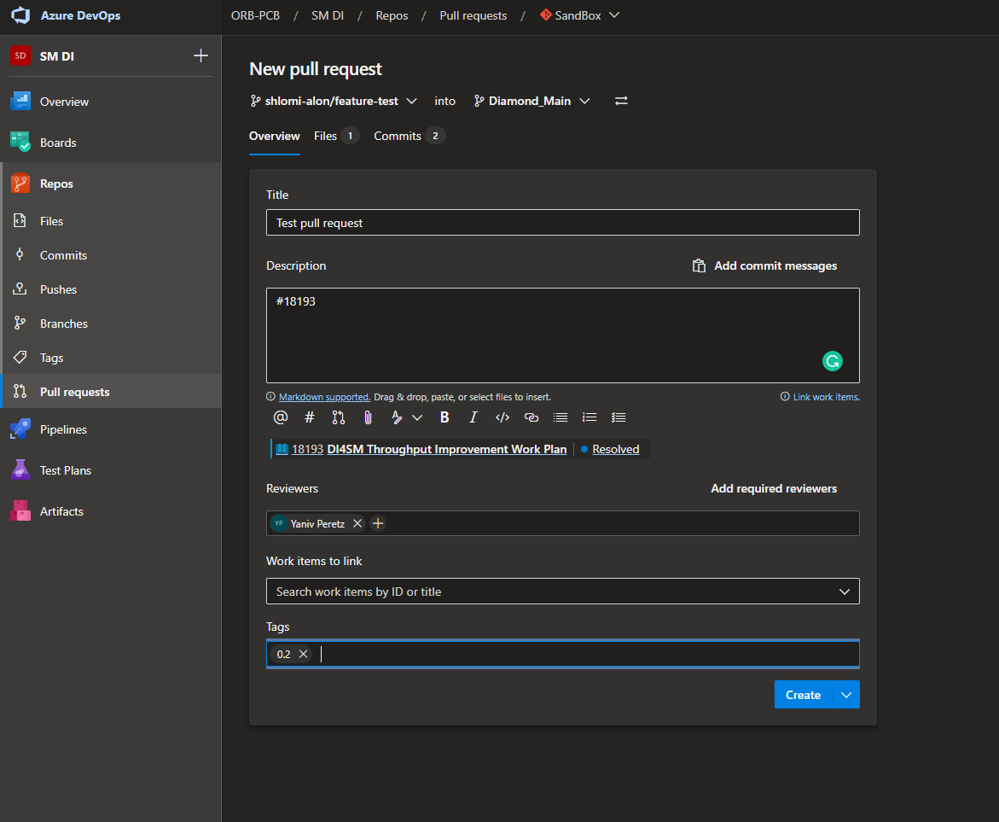 Azure DevOps
ORB-PCB / SM DI / Repos / Pull requests / SandBox
SD SM DI
Overview
Boards
Repos
Files
Commits
Pushes
Branches
Tags
Pull requests
Pipelines
Test Plans
Artifacts
New pull request
shlomi-alon/feature-test into Diamond_Main
Overview Files 1 Commits 2
Title
Test pull request
Description Add commit messages
#18193
Markdown supported. Drag & drop, paste, or select files to insert. Link work items.
18193 DI4SM Throughput Improvement Work Plan Resolved
Reviewers Add required reviewers
YP Yaniv Peretz
Work items to link
Search work items by ID or title
Tags
0.2
Create